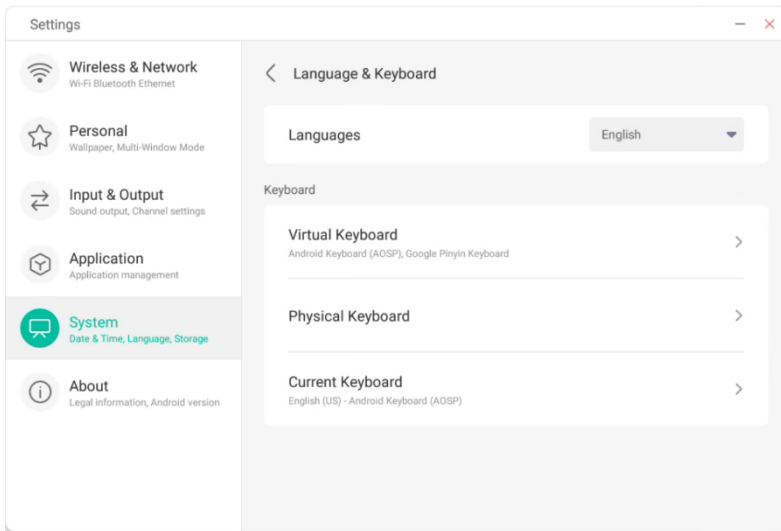 Settings
Wireless & Network
Wi-Fi Bluetooth Ethernet
Personal
Wallpaper, Multi-Window Mode
Input & Output
Sound output, Channel settings
Application
Application management
System
Date & Time, Language, Storage
About
Legal information, Android version
Language & Keyboard
Languages
English
Keyboard
Virtual Keyboard
Android Keyboard (AOSP), Google Pinyin Keyboard
Physical Keyboard
Current Keyboard
English (US) - Android Keyboard (AOSP)